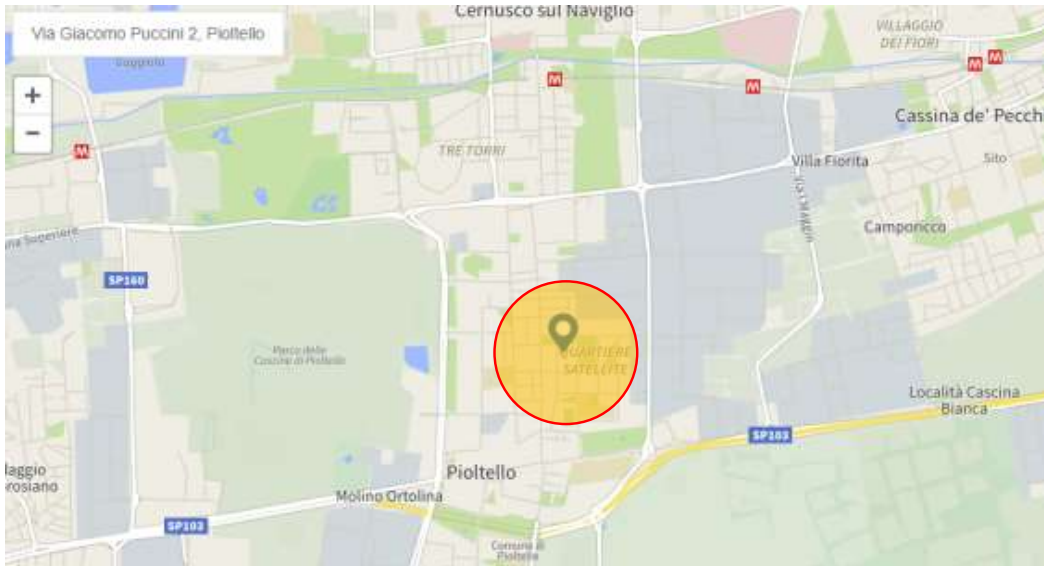 Cernusco sul Naviglio
Via Giacomo Puccini 2, Pioltello
VILLAGGIO
DEI FIORI
+
−
M
M
M
M
M
Cassina de' Pecch
TRE TORRI
Villa Fiorita
Sito
Camporicco
SP160
Parco delle
Cascine di Pioltello
QUARTIERE
SATELLITE
Località Cascina
Bianca
SP103
laggio
rosiano
Pioltello
Molino Ortolina
SP103
Comune di
Pioltello